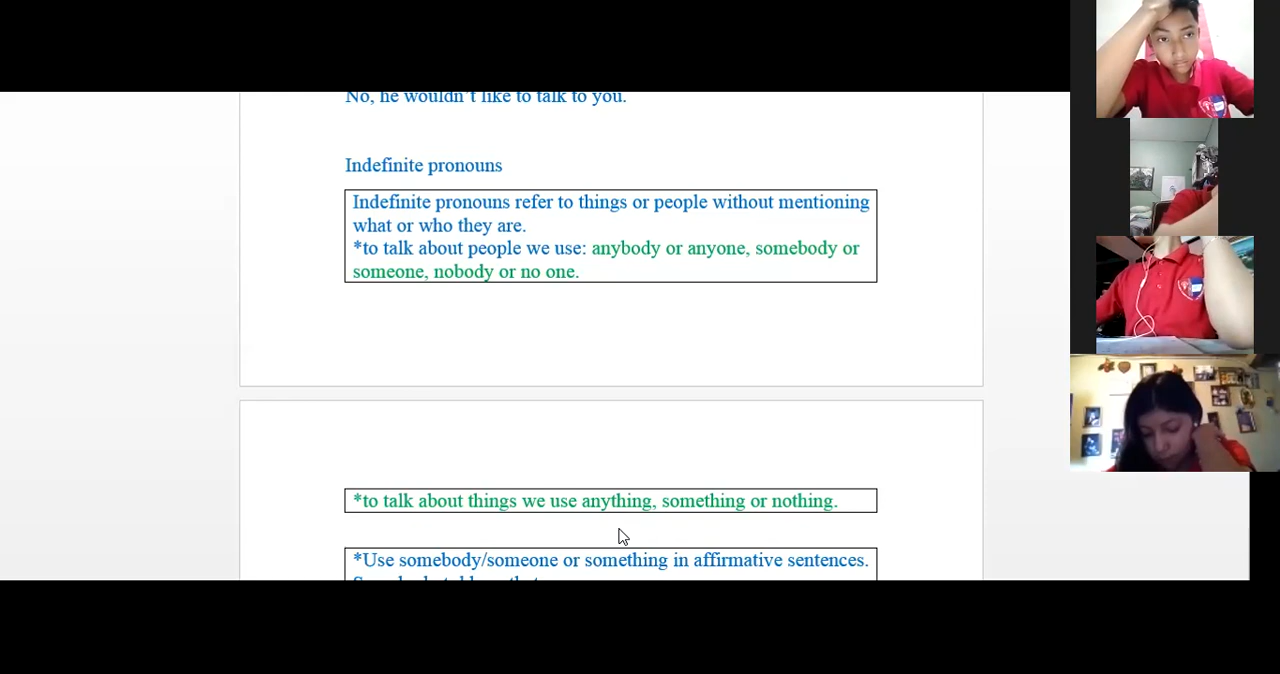 No, he wouldn't like to talk to you.
Indefinite pronouns
Indefinite pronouns refer to things or people without mentioning
what or who they are.
*to talk about people we use: anybody or anyone, somebody or
someone, nobody or no one.
*to talk about things we use anything, something or nothing.
*Use somebody/someone or something in affirmative sentences.